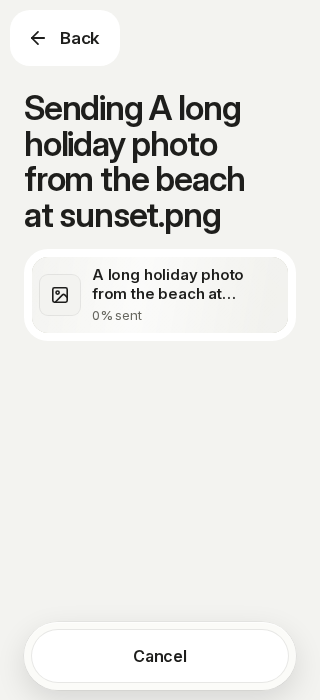 Back
Sending A long
holiday photo
from the beach
at sunset.png
A long holiday photo
from the beach at…
0% sent
Cancel